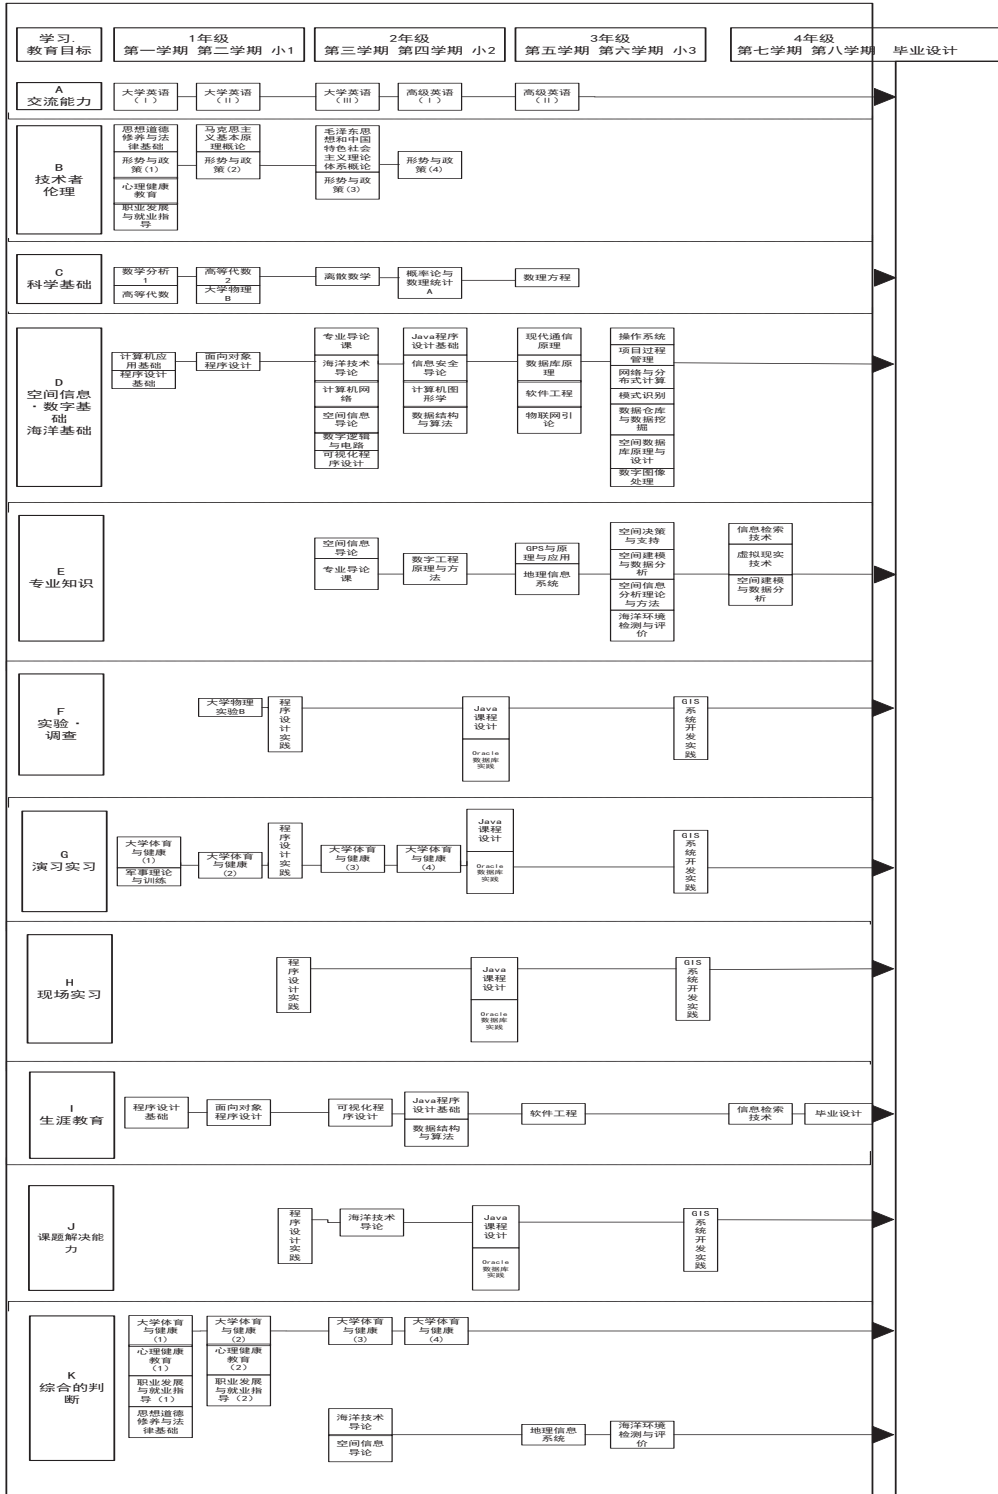 学习.
教育目标
1年级
第一学期 第二学期 小1
2年级
第三学期 第四学期 小2
3年级
第五学期 第六学期 小3
4年级
第七学期 第八学期 毕业设计
A
交流能力
大学英语
(I)
大学英语
(II)
大学英语
(III)
高级英语
(I)
高级英语
(II)
B
技术者
伦理
思想道德
修养与法
律基础
形势与政
策(1)
心理健康
教育
职业发展
与就业指
导
马克思主
义基本原
理概论
形势与政
策(2)
毛泽东思
想和中国
特色社会
主义理论
体系概论
形势与政
策(3)
形势与政
策(4)
C
科学基础
数学分析
1
高等代数
高等代数
2
大学物理
B
离散数学
概率论与
数理统计
A
数理方程
D
空间信息
·数字基
础
海洋基础
计算机应
用基础
程序设计
基础
面向对象
程序设计
专业导论
课
海洋技术
导论
计算机网
络
空间信息
导论
数字逻辑
与电路
可视化程
序设计
Java程序
设计基础
信息安全
导论
计算机图
形学
数据结构
与算法
现代通信
原理
数据库原
理
软件工程
物联网引
论
操作系统
项目过程
管理
网络与分
布式计算
模式识别
数据仓库
与数据挖
掘
空间数据
库原理与
设计
数字图像
处理
E
专业知识
空间信息
导论
专业导论
课
数字工程
原理与方
法
GPS与原
理与应用
地理信息
系统
空间决策
与支持
空间建模
与数据分
析
空间信息
分析理论
与方法
海洋环境
检测与评
价
信息检索
技术
虚拟现实
技术
空间建模
与数据分
析
F
实验·
调查
大学物理
实验B
程序设计实践
Java
课程
设计
Oracle
数据库
实践
GIS系统开发实践
G
演习实习
大学体育
与健康
(1)
军事理论
与训练
大学体育
与健康
(2)
程序设计实践
大学体育
与健康
(3)
大学体育
与健康
(4)
Java
课程
设计
Oracle
数据库
实践
GIS系统开发实践
H
现场实习
程序设计实践
Java
课程
设计
Oracle
数据库
实践
GIS系统开发实践
I
生涯教育
程序设计
基础
面向对象
程序设计
可视化程
序设计
Java程序
设计基础
数据结构
与算法
软件工程
信息检索
技术
毕业设计
J
课题解决能
力
程序设计实践
海洋技术
导论
Java
课程
设计
Oracle
数据库
实践
GIS系统开发实践
K
综合的判
断
大学体育
与健康
(1)
心理健康
教育
(1)
职业发展
与就业指
导 (1)
思想道德
修养与法
律基础
大学体育
与健康
(2)
心理健康
教育
(2)
职业发展
与就业指
导 (2)
大学体育
与健康
(3)
大学体育
与健康
(4)
海洋技术
导论
空间信息
导论
地理信息
系统
海洋环境
检测与评
价